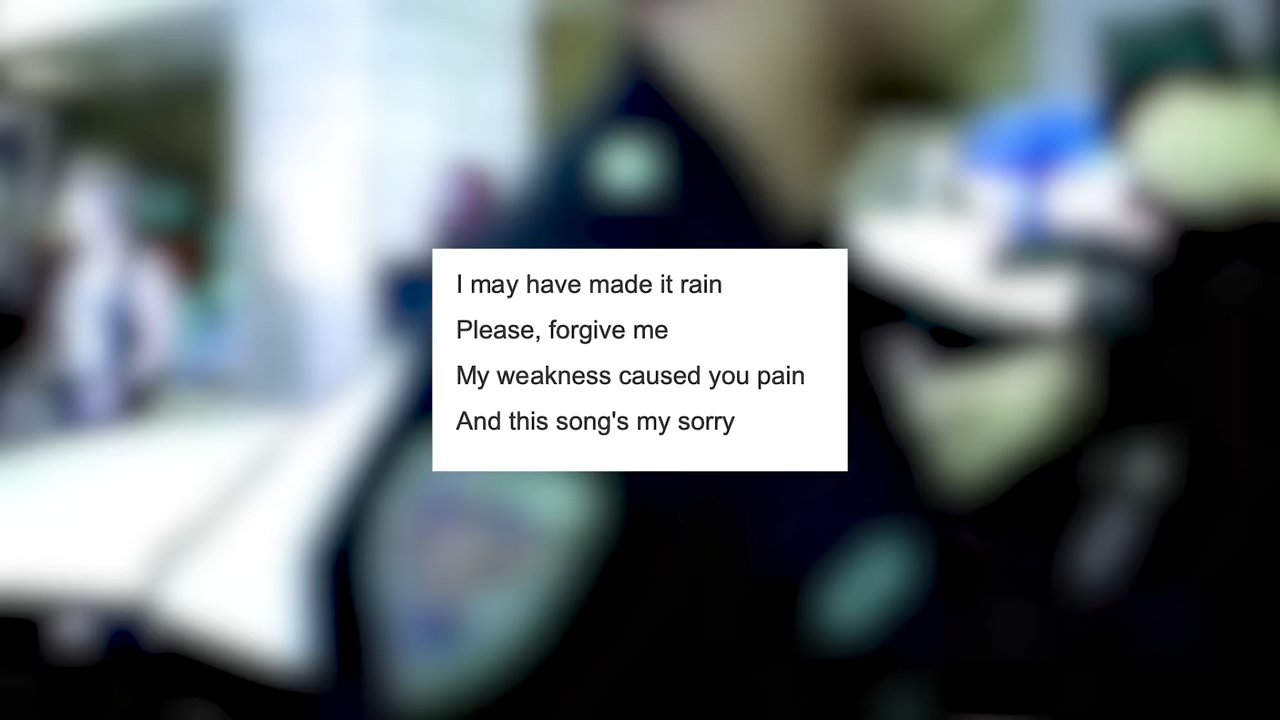 I may have made it rain
Please, forgive me
My weakness caused you pain
And this song's my sorry